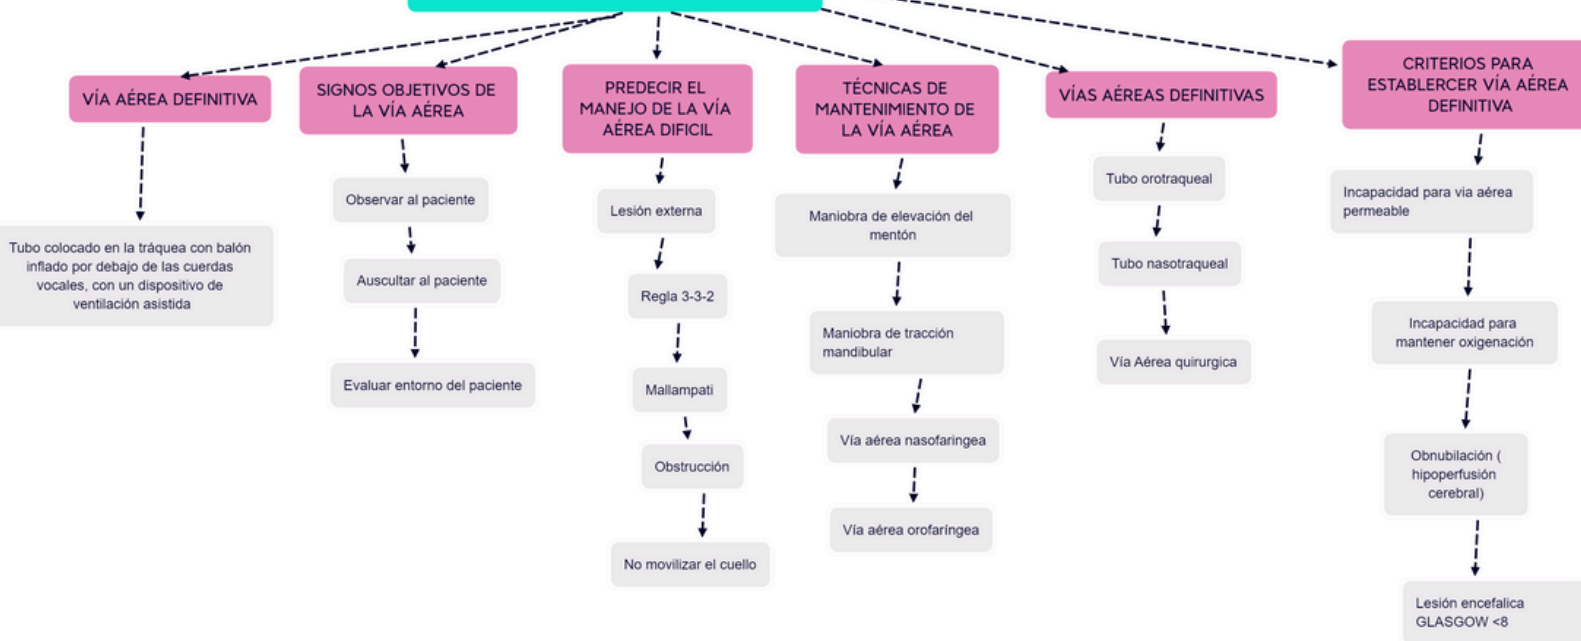 VÍA AÉREA DEFINITIVA
Tubo colocado en la tráquea con balón
inflado por debajo de las cuerdas
vocales, con un dispositivo de
ventilación asistida
SIGNOS OBJETIVOS DE
LA VÍA AÉREA
Observar al paciente
Auscultar al paciente
Evaluar entorno del paciente
PREDECIR EL
MANEJO DE LA VÍA
AÉREA DIFICIL
Lesión externa
Regla 3-3-2
Mallampati
Obstrucción
No movilizar el cuello
TÉCNICAS DE
MANTENIMIENTO DE
LA VÍA AÉREA
Maniobra de elevación del
mentón
Maniobra de tracción
mandibular
Vía aérea nasofaringea
Vía aérea orofaríngea
VÍAS AÉREAS DEFINITIVAS
Tubo orotraqueal
Tubo nasotraqueal
Vía Aérea quirurgica
CRITERIOS PARA
ESTABLERCER VÍA AÉREA
DEFINITIVA
Incapacidad para via aérea
permeable
Incapacidad para
mantener oxigenación
Obnubilación (
hipoperfusión
cerebral)
Lesión encefalica
GLASGOW <8